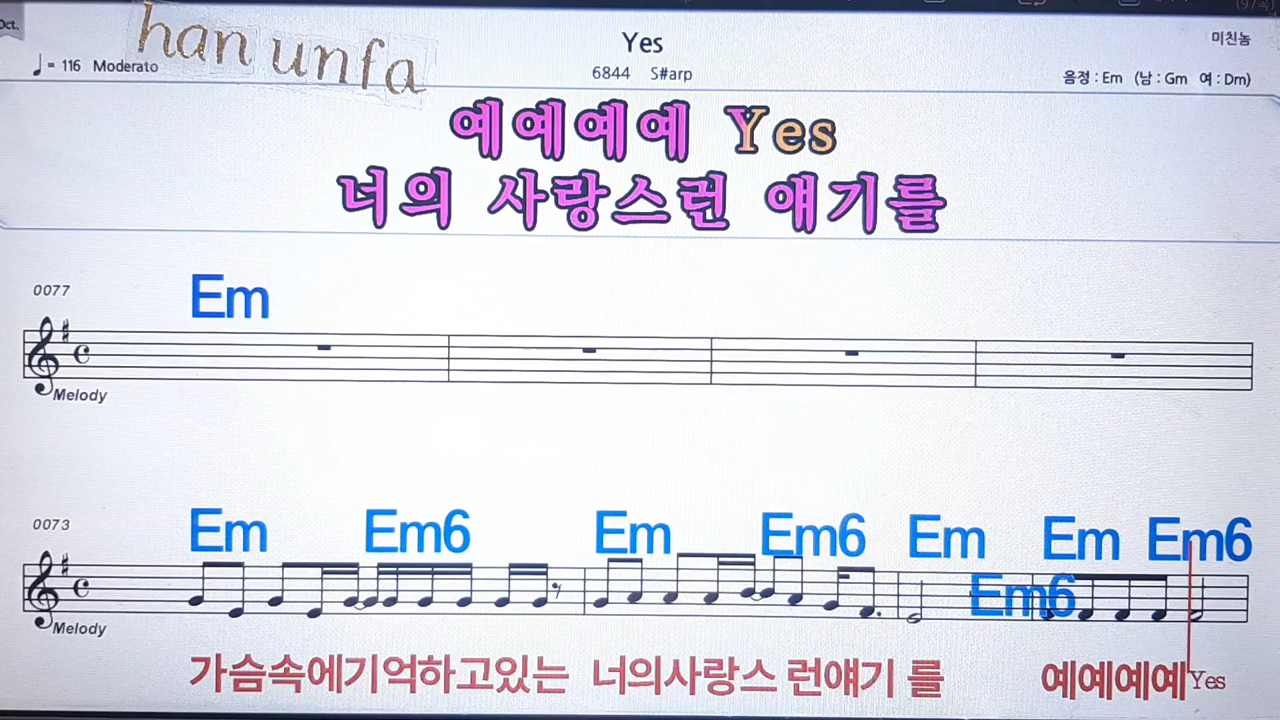 Oct.
han unfa
♩= 116 Moderato
Yes
6844 S#arp
미친놈
음정 : Em (남 : Gm 여 : Dm)
예예예예 Yes
너의 사랑스런 얘기를
0077
Em
Melody
0073
Em Em6 Em Em6 Em Em6 Em Em6
Melody
가슴속에기억하고있는 너의사랑스 런얘기 를 예예예예Yes